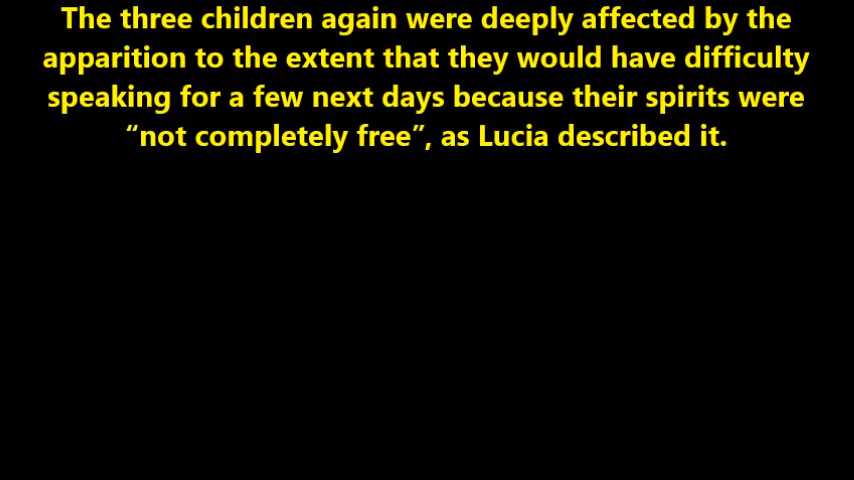 The three children again were deeply affected by the
apparition to the extent that they would have difficulty
speaking for a few next days because their spirits were
“not completely free”, as Lucia described it.